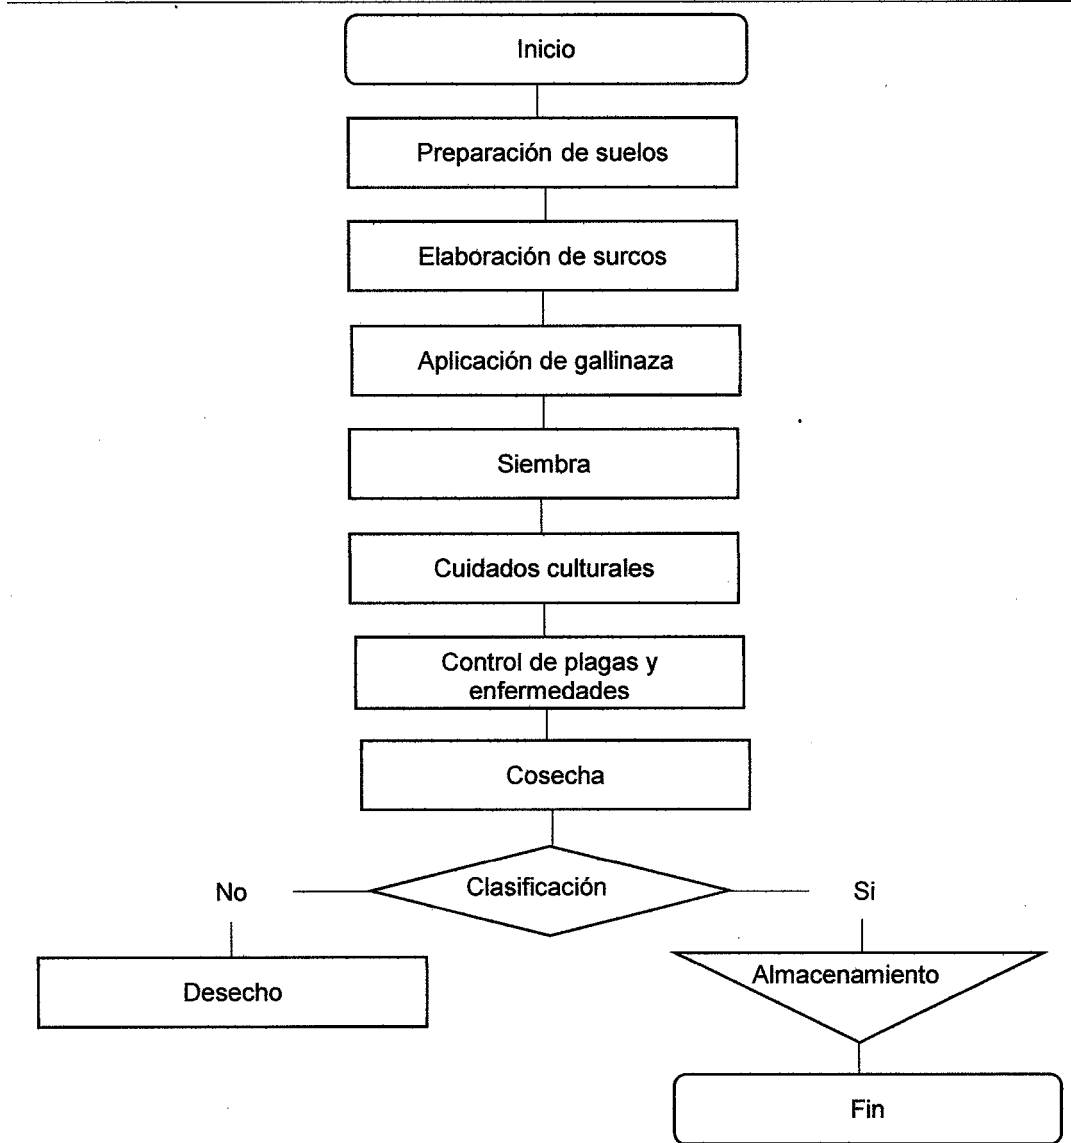 Inicio
Preparación de suelos
Elaboración de surcos
Aplicación de gallinaza
Siembra
Cuidados culturales
Control de plagas y
enfermedades
Cosecha
Clasificación
No
Si
Desecho
Almacenamiento
Fin